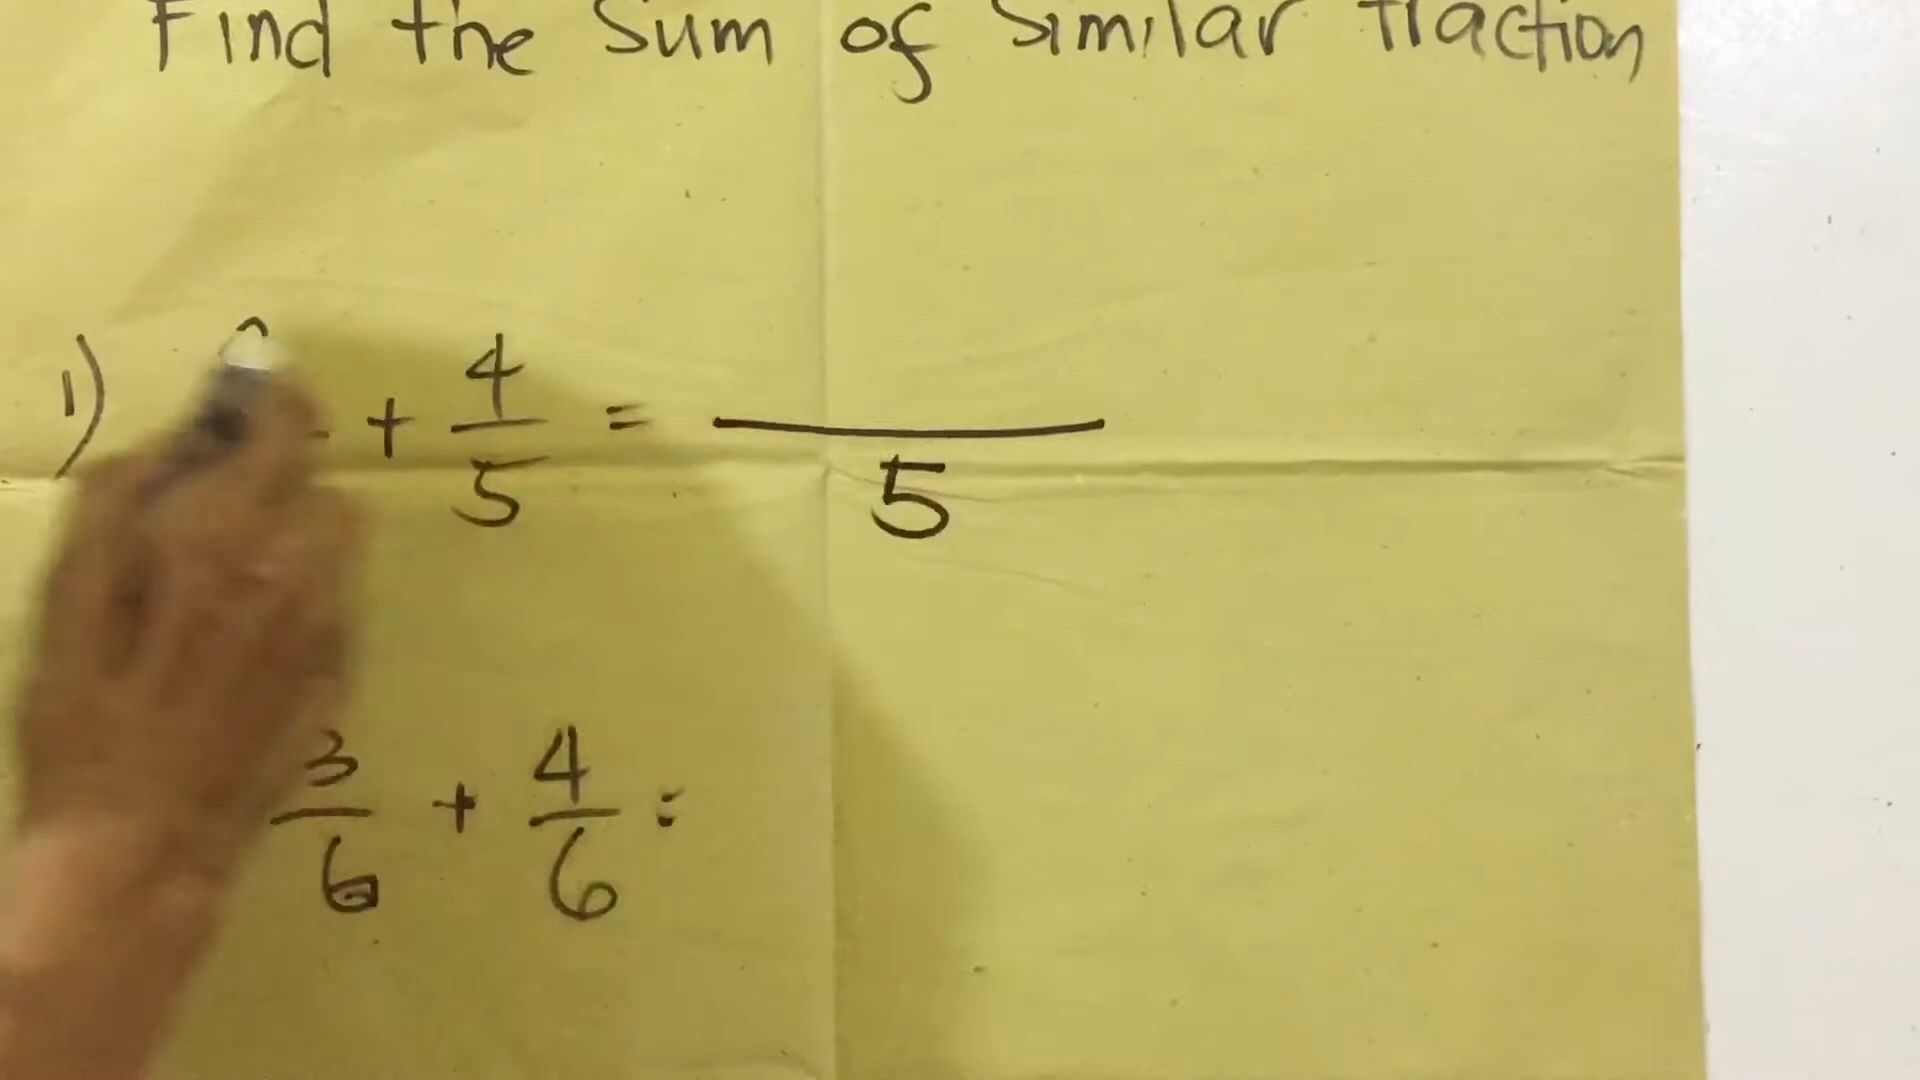 Find the Sum of Similar fraction
1) + 4/5 = /5
3/6 + 4/6 =